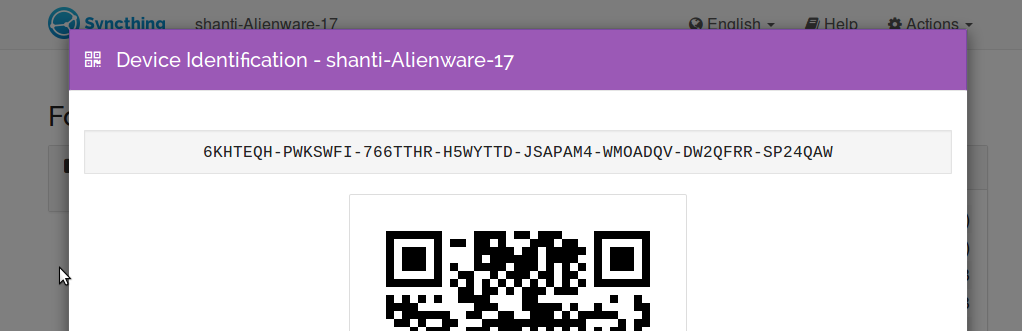 Syncthing shanti-Alienware-17 English Help Actions
Device Identification - shanti-Alienware-17
6KHTEQH-PWKSWFI-766TTHR-H5WYTTD-JSAPAM4-WMOADQV-DW2QFRR-SP24QAW